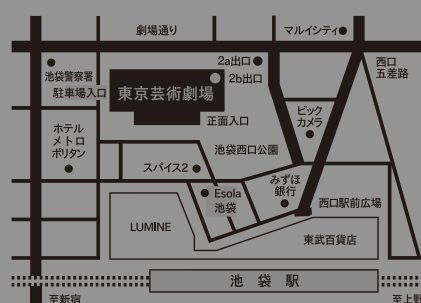 劇場通り
マルイシティ
2a出口
2b出口
西口
五差路
池袋警察署
駐車場入口
東京芸術劇場
正面入口
ビック
カメラ
ホテル
メトロ
ポリタン
池袋西口公園
スパイス2
みずほ
銀行
Esola
池袋
西口駅前広場
LUMINE
東武百貨店
池袋駅
至新宿
至上野